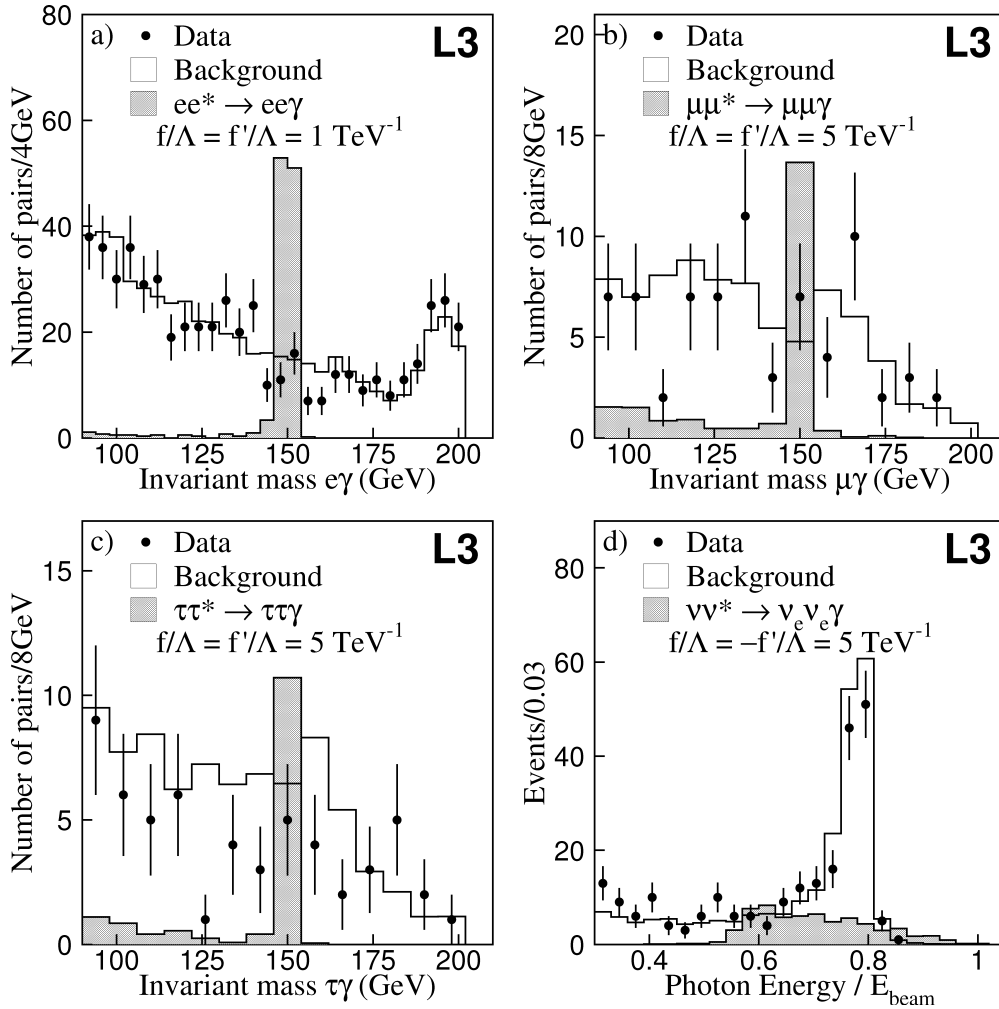 a)
Data
L3
Background
ee* → eeγ
f/Λ = f'/Λ = 1 TeV⁻¹
Number of pairs/4GeV
80
60
40
20
0
100
125
150
175
200
Invariant mass eγ (GeV)
b)
Data
L3
Background
μμ* → μμγ
f/Λ = f'/Λ = 5 TeV⁻¹
Number of pairs/8GeV
20
15
10
5
0
100
125
150
175
200
Invariant mass μγ (GeV)
c)
Data
L3
Background
ττ* → ττγ
f/Λ = f'/Λ = 5 TeV⁻¹
Number of pairs/8GeV
15
10
5
0
100
125
150
175
200
Invariant mass τγ (GeV)
d)
Data
L3
Background
νν* → νₑνₑγ
f/Λ = −f'/Λ = 5 TeV⁻¹
Events/0.03
80
60
40
20
0
0.4
0.6
0.8
1
Photon Energy / E_beam